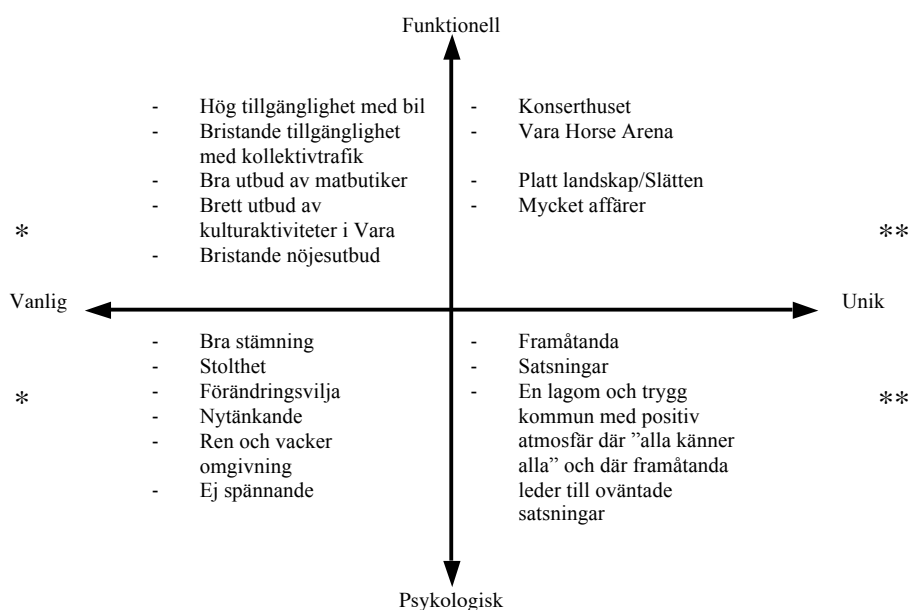 Funktionell
- Hög tillgänglighet med bil
- Bristande tillgänglighet
med kollektivtrafik
- Bra utbud av matbutiker
- Brett utbud av
kulturaktiviteter i Vara
- Bristande nöjesutbud
- Konserthuset
- Vara Horse Arena
- Platt landskap/Slätten
- Mycket affärer
*
**
Vanlig
Unik
- Bra stämning
- Stolthet
- Förändringsvilja
- Nytänkande
- Ren och vacker
omgivning
- Ej spännande
- Framåtanda
- Satsningar
- En lagom och trygg
kommun med positiv
atmosfär där ”alla känner
alla” och där framåtanda
leder till oväntade
satsningar
*
**
Psykologisk